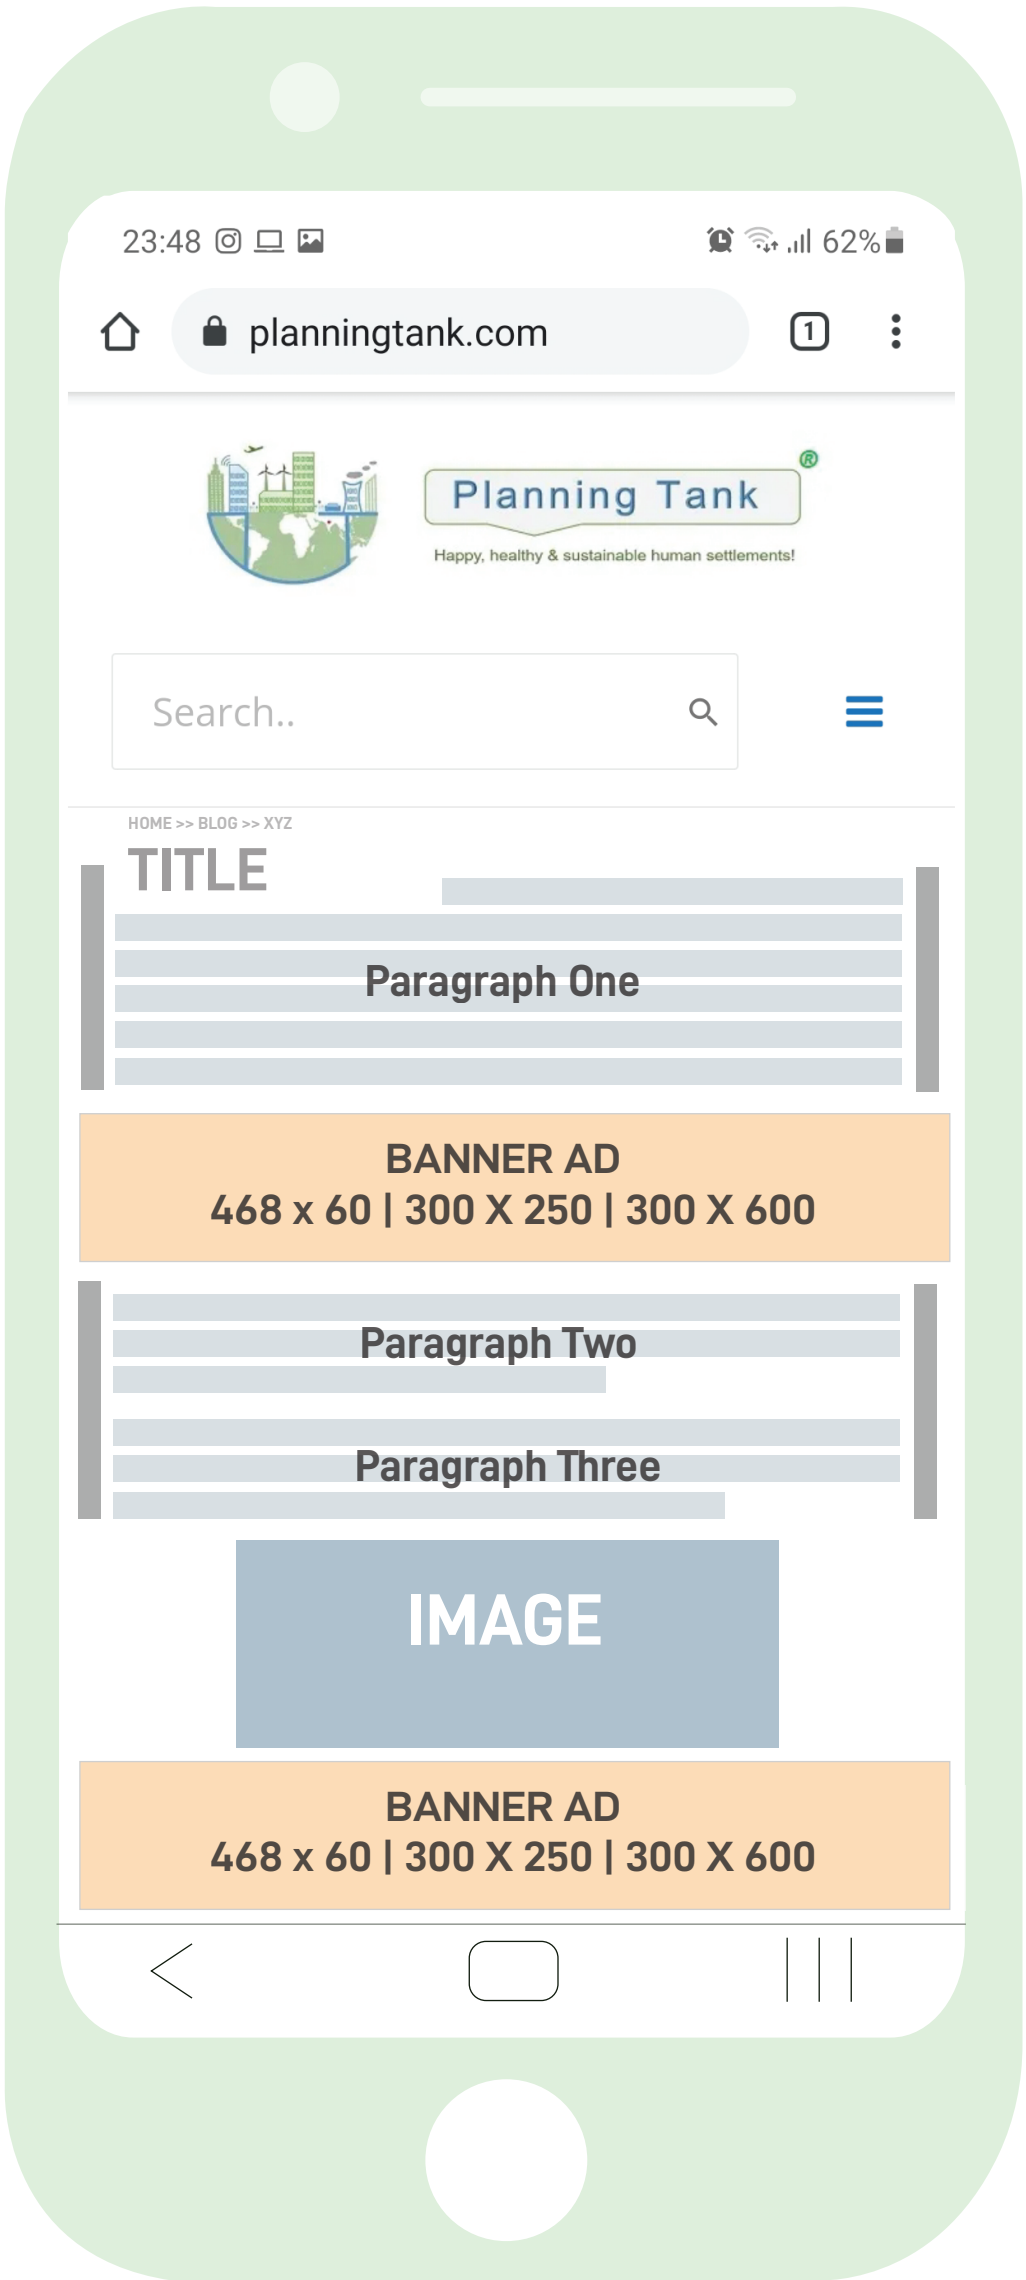 23:48
62%
planningtank.com
1
Planning Tank ®
Happy, healthy & sustainable human settlements!
Search..
HOME >> BLOG >> XYZ
TITLE
Paragraph One
BANNER AD
468 x 60 | 300 X 250 | 300 X 600
Paragraph Two
Paragraph Three
IMAGE
BANNER AD
468 x 60 | 300 X 250 | 300 X 600